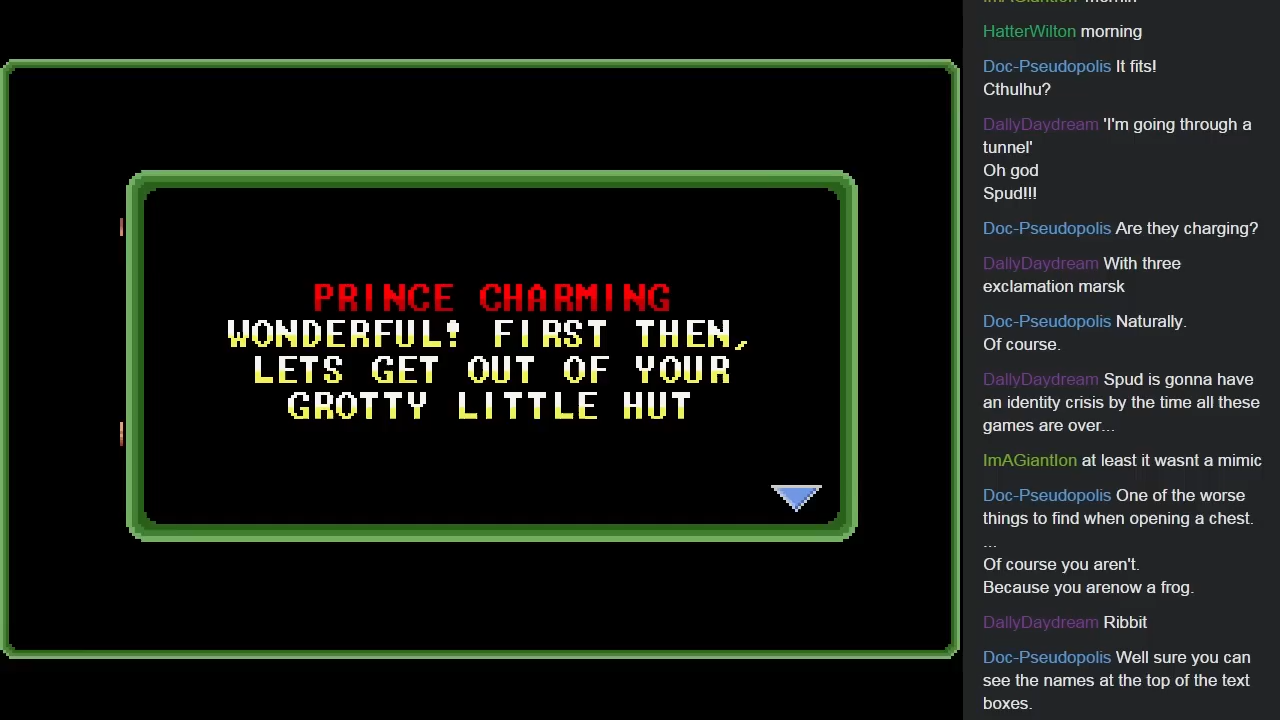 PRINCE CHARMING
WONDERFUL! FIRST THEN,
LETS GET OUT OF YOUR
GROTTY LITTLE HUT
HatterWilton morning
Doc-Pseudopolis It fits!
Cthulhu?
DallyDaydream 'I'm going through a
tunnel'
Oh god
Spud!!!
Doc-Pseudopolis Are they charging?
DallyDaydream With three
exclamation marsk
Doc-Pseudopolis Naturally.
Of course.
DallyDaydream Spud is gonna have
an identity crisis by the time all these
games are over...
ImAGiantIon at least it wasnt a mimic
Doc-Pseudopolis One of the worse
things to find when opening a chest.
...
Of course you aren't.
Because you arenow a frog.
DallyDaydream Ribbit
Doc-Pseudopolis Well sure you can
see the names at the top of the text
boxes.